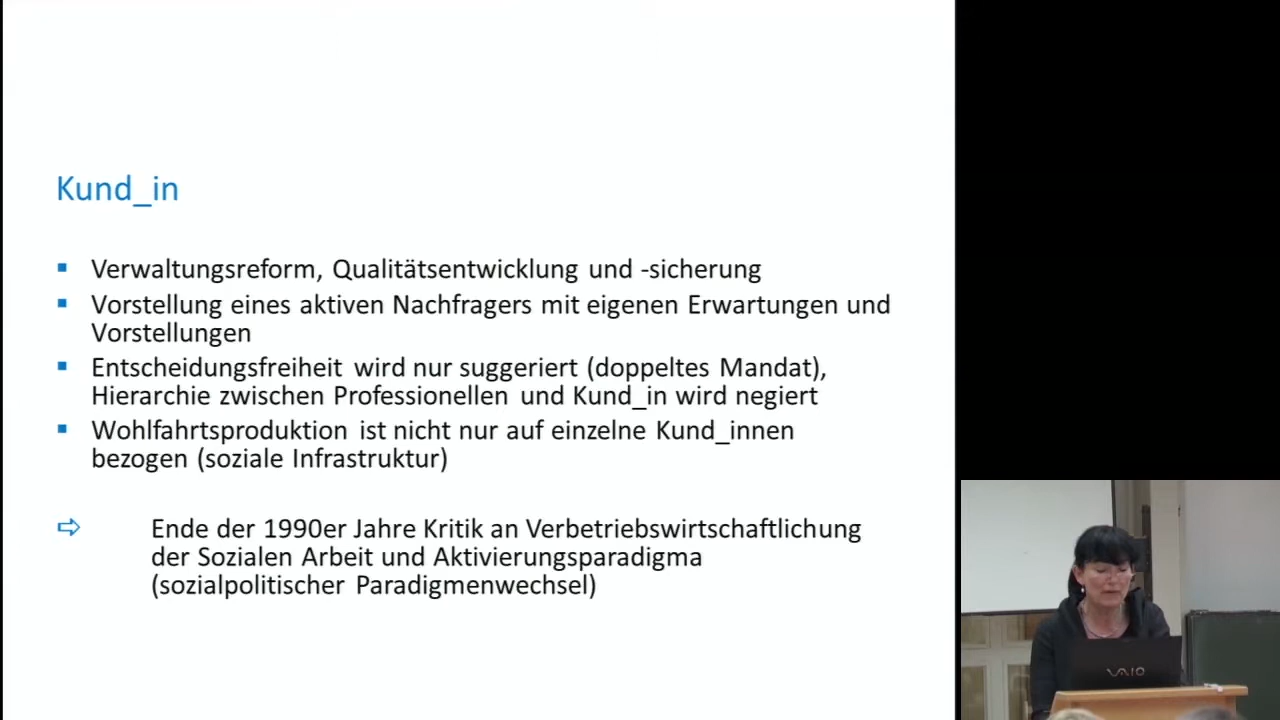 Kund_in
Verwaltungsreform, Qualitätsentwicklung und -sicherung
Vorstellung eines aktiven Nachfragers mit eigenen Erwartungen und
Vorstellungen
Entscheidungsfreiheit wird nur suggeriert (doppeltes Mandat),
Hierarchie zwischen Professionellen und Kund_in wird negiert
Wohlfahrtsproduktion ist nicht nur auf einzelne Kund_innen
bezogen (soziale Infrastruktur)
Ende der 1990er Jahre Kritik an Verbetriebswirtschaftlichung
der Sozialen Arbeit und Aktivierungsparadigma
(sozialpolitischer Paradigmenwechsel)
VAIO